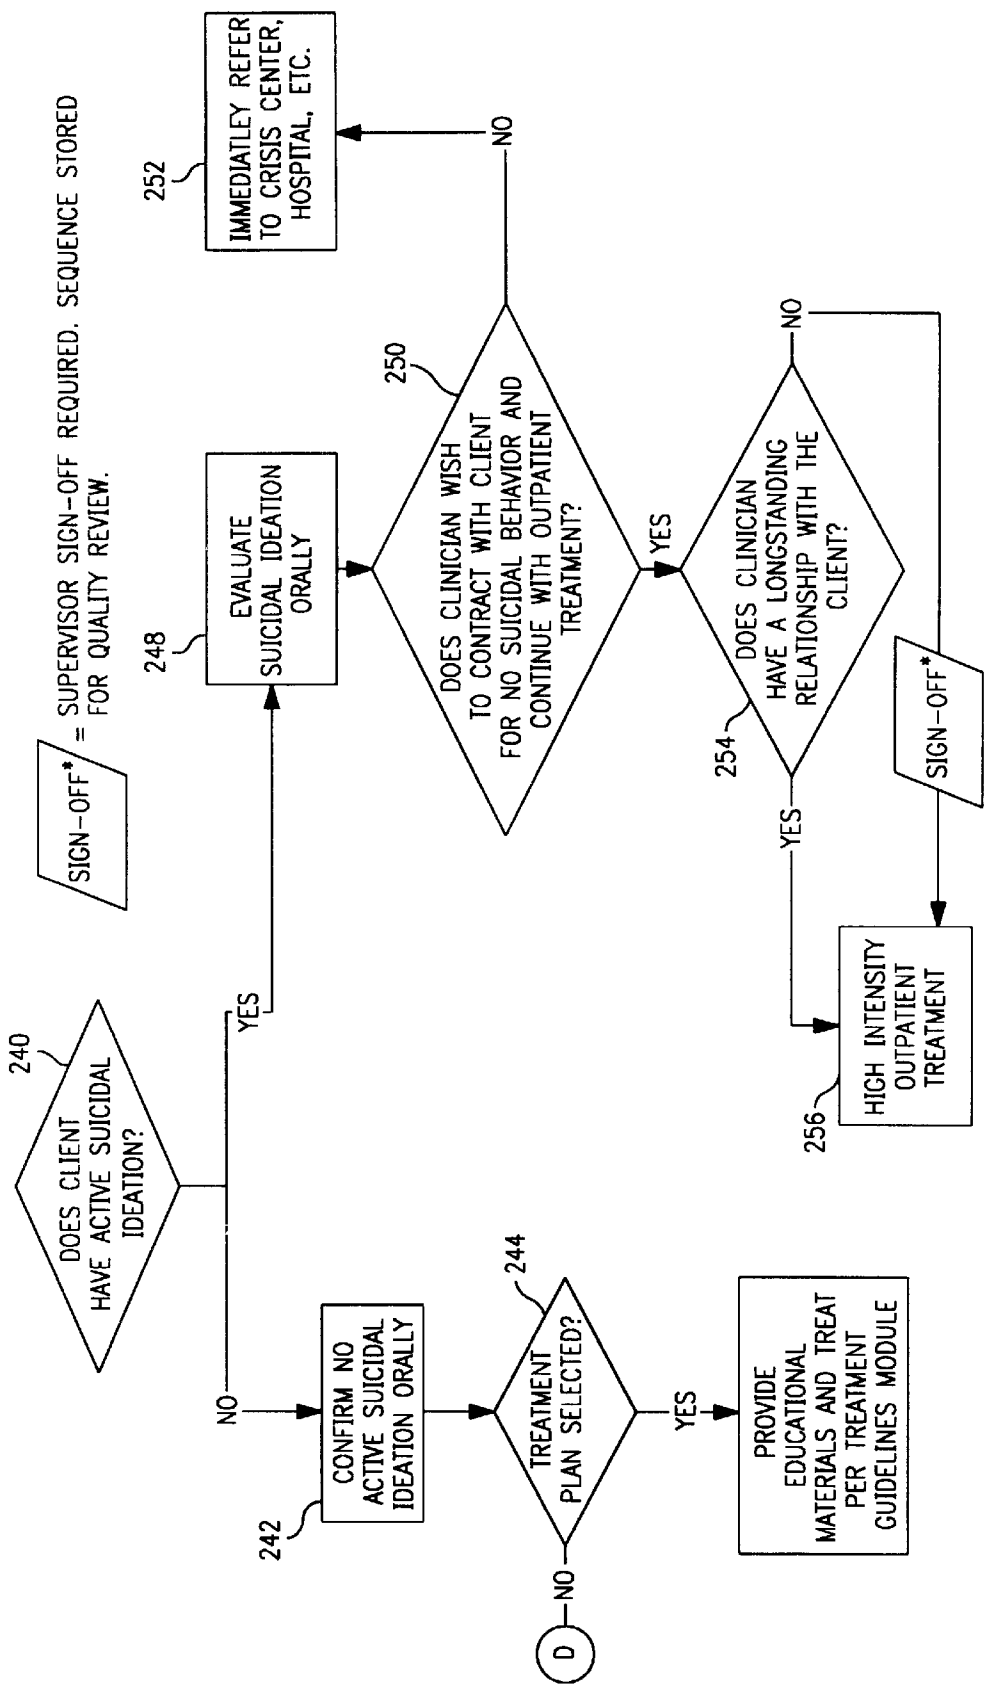 SIGN-OFF* = SUPERVISOR SIGN-OFF REQUIRED. SEQUENCE STORED
FOR QUALITY REVIEW.
240
DOES CLIENT
HAVE ACTIVE SUICIDAL
IDEATION?
NO
YES
242
CONFIRM NO
ACTIVE SUICIDAL
IDEATION ORALLY
244
TREATMENT
PLAN SELECTED?
D
NO
YES
PROVIDE
EDUCATIONAL
MATERIALS AND TREAT
PER TREATMENT
GUIDELINES MODULE
248
EVALUATE
SUICIDAL IDEATION
ORALLY
250
DOES CLINICIAN WISH
TO CONTRACT WITH CLIENT
FOR NO SUICIDAL BEHAVIOR AND
CONTINUE WITH OUTPATIENT
TREATMENT?
NO
252
IMMEDIATLEY REFER
TO CRISIS CENTER,
HOSPITAL, ETC.
YES
254
DOES CLINICIAN
HAVE A LONGSTANDING
RELATIONSHIP WITH THE
CLIENT?
YES
NO
SIGN-OFF*
256
HIGH INTENSITY
OUTPATIENT
TREATMENT